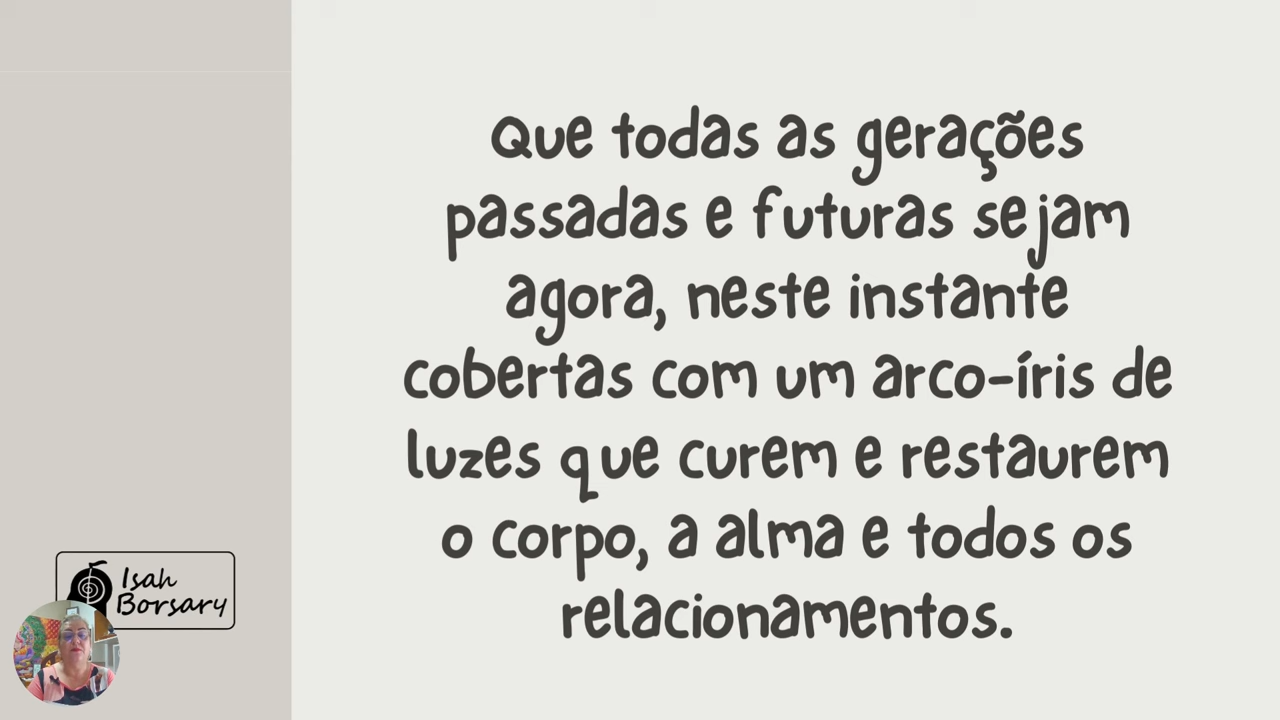 Que todas as gerações
passadas e futuras sejam
agora, neste instante
cobertas com um arco-íris de
luzes que curem e restaurem
o corpo, a alma e todos os
relacionamentos.
Isah
Borsary